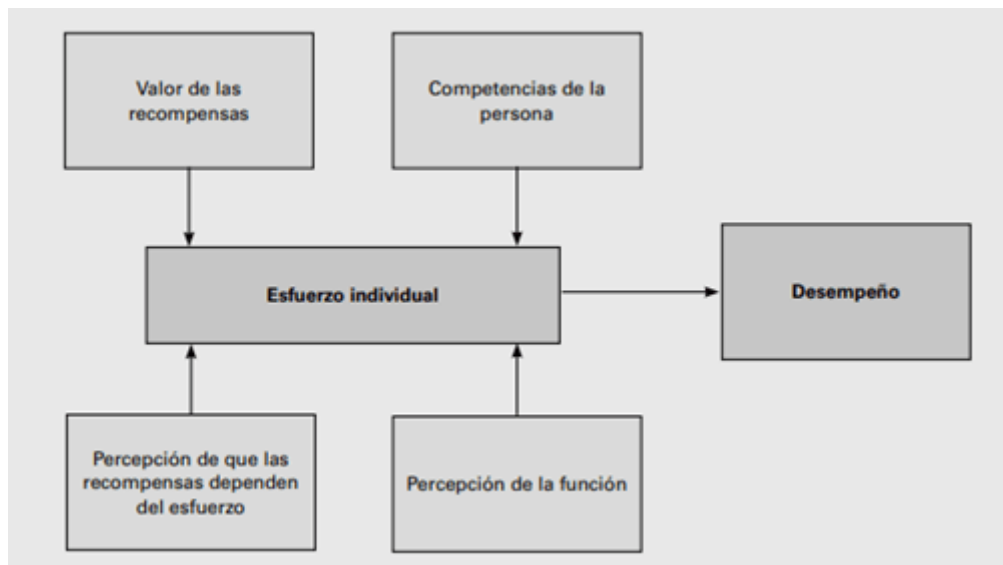 Valor de las
recompensas
Competencias de la
persona
Esfuerzo individual
Desempeño
Percepción de que las
recompensas dependen
del esfuerzo
Percepción de la función